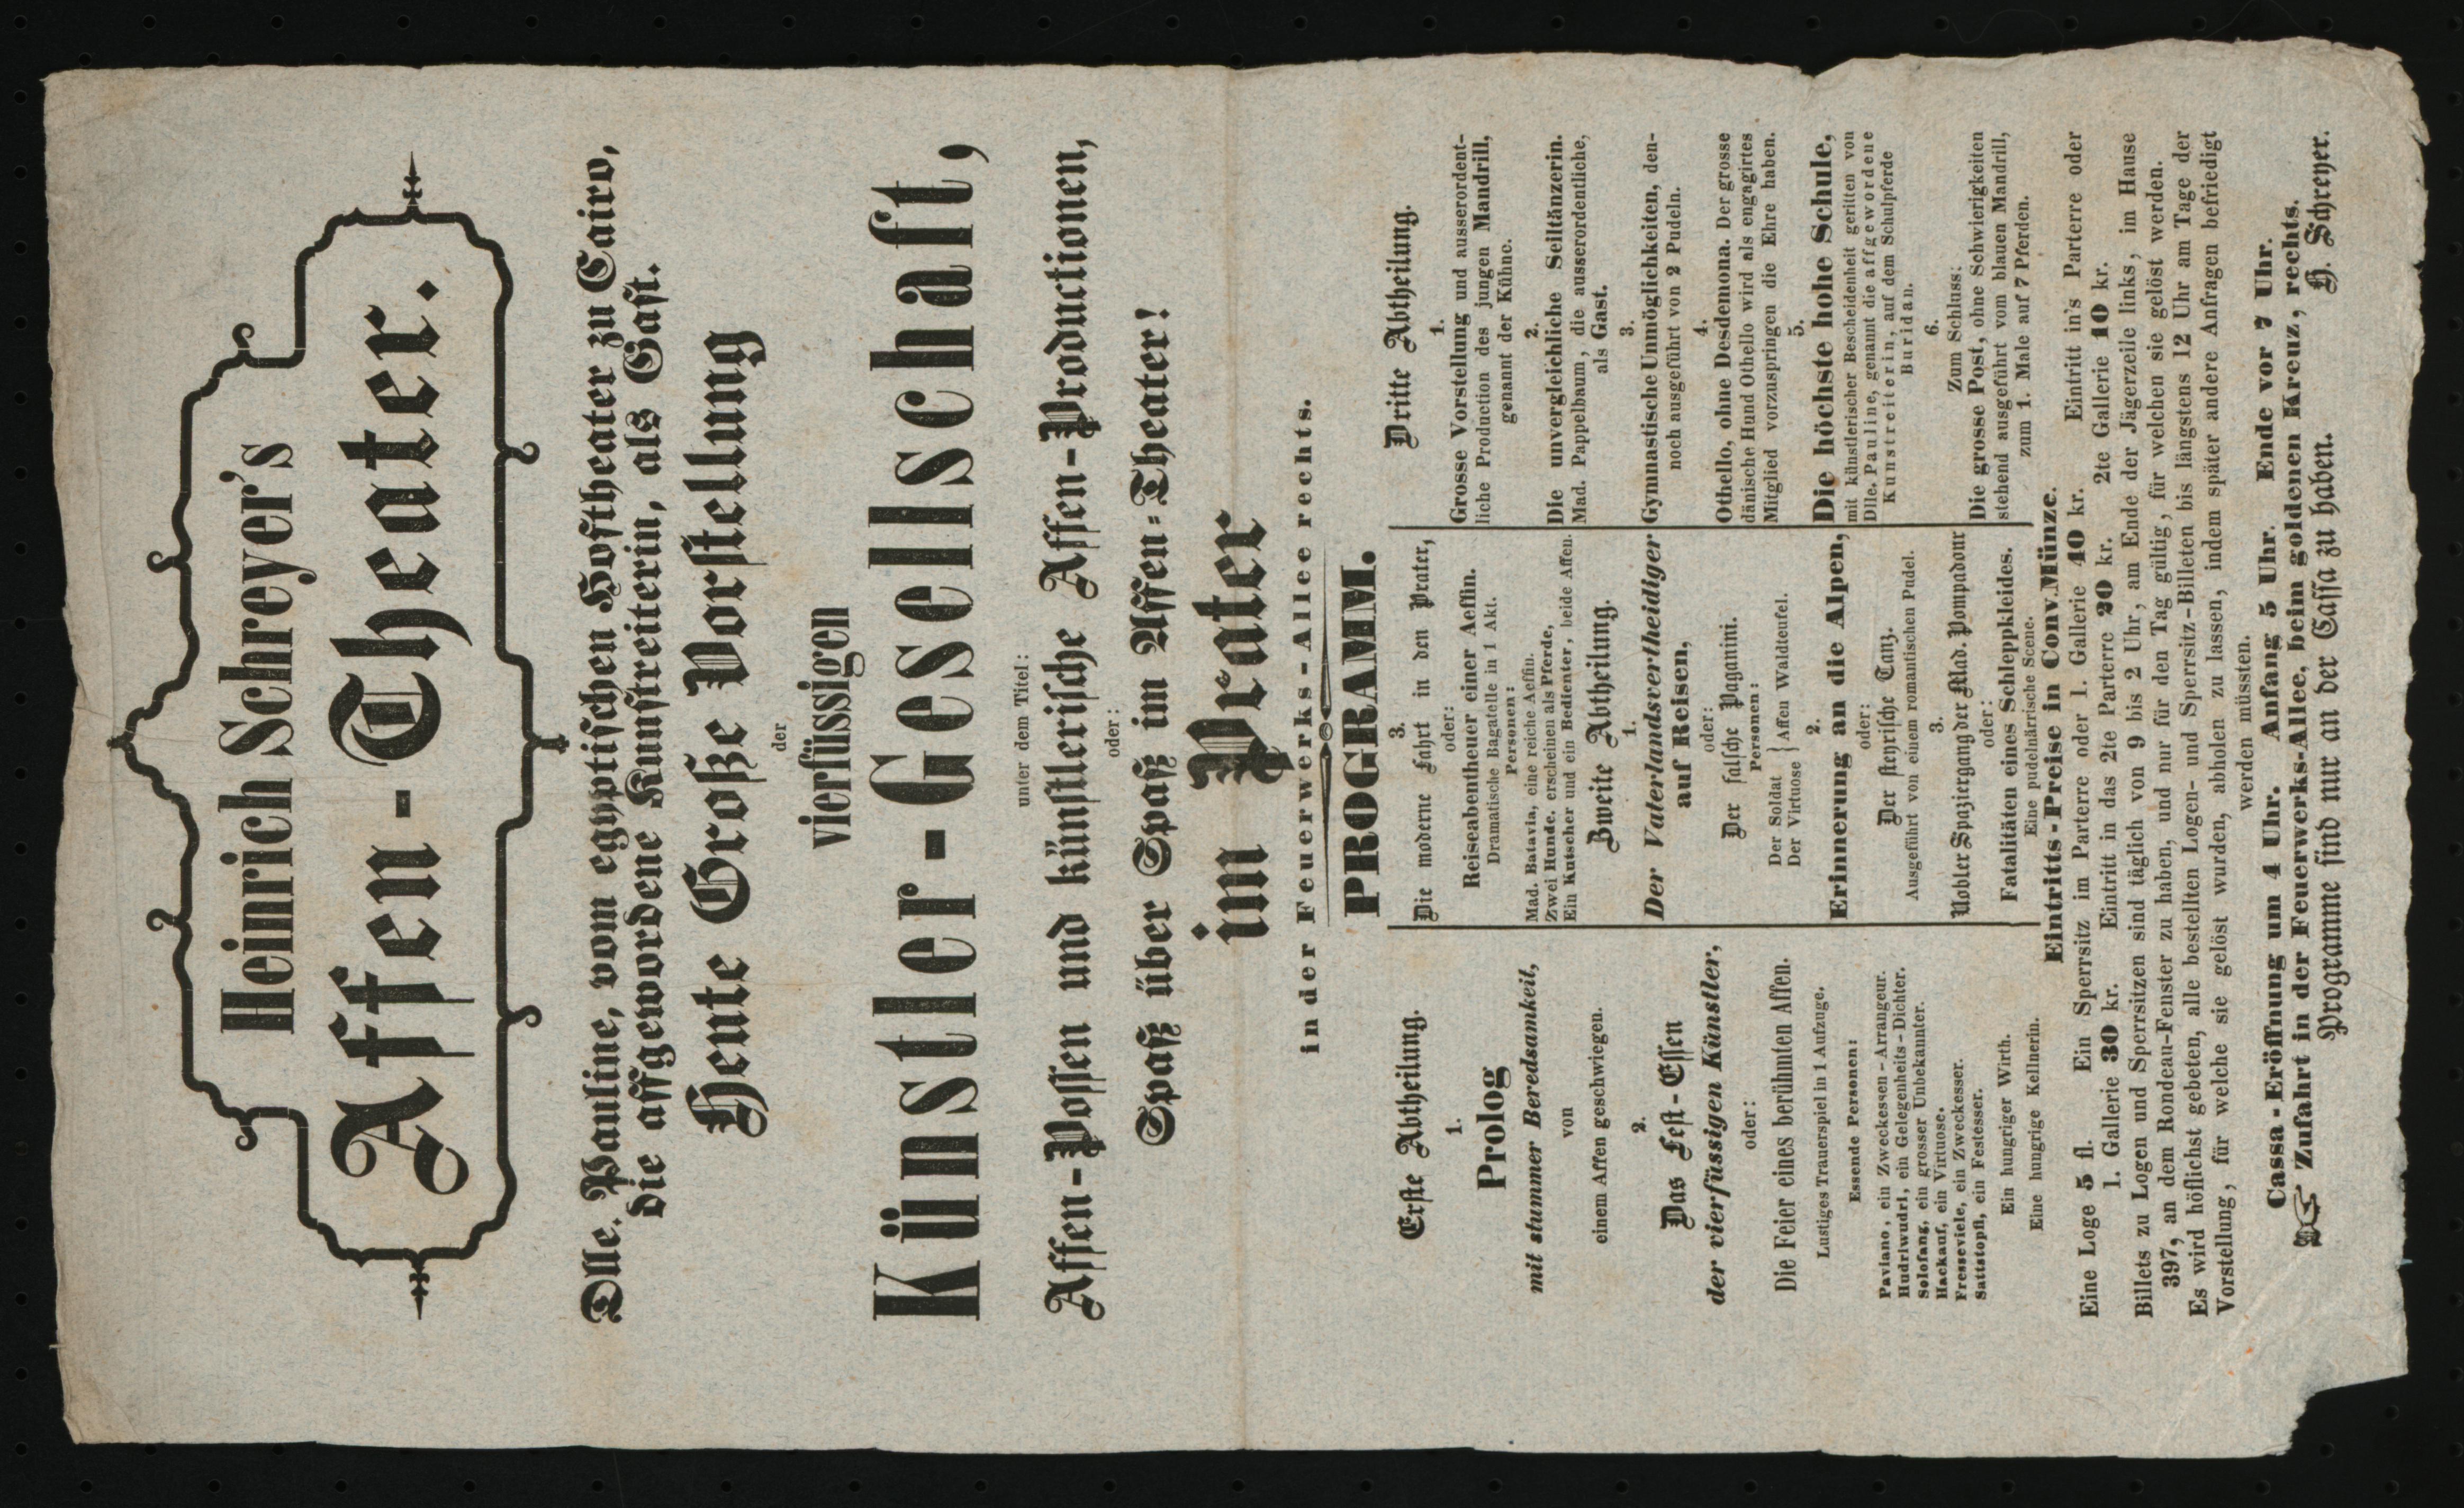 Heinrich Schreyer's
Affen-Theater.
Dlle. Pauline, vom egyptischen Hoftheater zu Cairo,
die affgewordene Kunstreiterin, als Gast.
Heute Große Vorstellung
der
vierfüssigen
Künstler-Gesellschaft,
unter dem Titel:
Affen-Possen und künstlerische Affen-Productionen,
oder:
Spaß über Spaß im Affen-Theater!
im Prater
in der Feuerwerks-Allee rechts.
PROGRAMM.
Erste Abtheilung.
1.
Prolog
mit stummer Beredsamkeit,
von
einem Affen geschwiegen.
2.
Das Fest-Essen
der vierfüssigen Künstler,
oder:
Die Feier eines berühmten Affen.
Lustiges Trauerspiel in 1 Aufzuge.
Essende Personen:
Paviano, ein Zweckessen-Arrangeur.
Hudriwudri, ein Gelegenheits-Dichter.
Solofang, ein grosser Unbekannter.
Hackauf, ein Virtuose.
Fresseviele, ein Zweckesser.
Sattstopfi, ein Festesser.
Ein hungriger Wirth.
Eine hungrige Kellnerin.
3.
Die moderne Fahrt in den Prater,
oder:
Reiseabentheuer einer Aeffin.
Dramatische Bagatelle in 1 Akt.
Personen:
Mad. Batavia, eine reiche Aeffin.
Zwei Hunde, erscheinen als Pferde,
Ein Kutscher und ein Bedienter, beide Affen.
Zweite Abtheilung.
1.
Der Vaterlandsvertheidiger
auf Reisen,
oder:
Der falsche Paganini.
Personen:
Der Soldat } Affen Waldteufel.
Der Virtuose
2.
Erinnerung an die Alpen,
oder:
Der steyrische Tanz.
Ausgeführt von einem romantischen Pudel.
3.
Nobler Spaziergang der Mad. Pompadour
oder:
Fatalitäten eines Schleppkleides.
Eine pudelnärrische Scene.
Dritte Abtheilung.
1.
Grosse Vorstellung und ausserordent-
liche Production des jungen Mandrill,
genannt der Kühne.
2.
Die unvergleichliche Seiltänzerin.
Mad. Pappelbaum, die ausserordentliche,
als Gast.
3.
Gymnastische Unmöglichkeiten, den-
noch ausgeführt von 2 Pudeln.
4.
Othello, ohne Desdemona. Der grosse
dänische Hund Othello wird als engagirtes
Mitglied vorzuspringen die Ehre haben.
5.
Die höchste hohe Schule,
mit künstlerischer Bescheidenheit geritten von
Dlle. Pauline, genannt die affgewordene
Kunstreiterin, auf dem Schulpferde
Buridan.
6.
Zum Schluss:
Die grosse Post, ohne Schwierigkeiten
stehend ausgeführt vom blauen Mandrill,
zum 1. Male auf 7 Pferden.
Eintritts-Preise in Conv.Münze.
Eine Loge 5 fl. Ein Sperrsitz im Parterre oder 1. Gallerie 40 kr. Eintritt in's Parterre oder
1. Gallerie 30 kr. Eintritt in das 2te Parterre 20 kr. 2te Gallerie 10 kr.
Billets zu Logen und Sperrsitzen sind täglich von 9 bis 2 Uhr, am Ende der Jägerzeile links, im Hause
397, an dem Rondeau-Fenster zu haben, und nur für den Tag gültig, für welchen sie gelöst werden.
Es wird höflichst gebeten, alle bestellten Logen- und Sperrsitz-Billeten bis längstens 12 Uhr am Tage der
Vorstellung, für welche sie gelöst wurden, abholen zu lassen, indem später andere Anfragen befriedigt
werden müssten.
Cassa-Eröffnung um 4 Uhr. Anfang 5 Uhr. Ende vor 7 Uhr.
☞ Zufahrt in der Feuerwerks-Allee, beim goldenen Kreuz, rechts.
Programme sind nur an der Cassa zu haben. H. Schreyer.